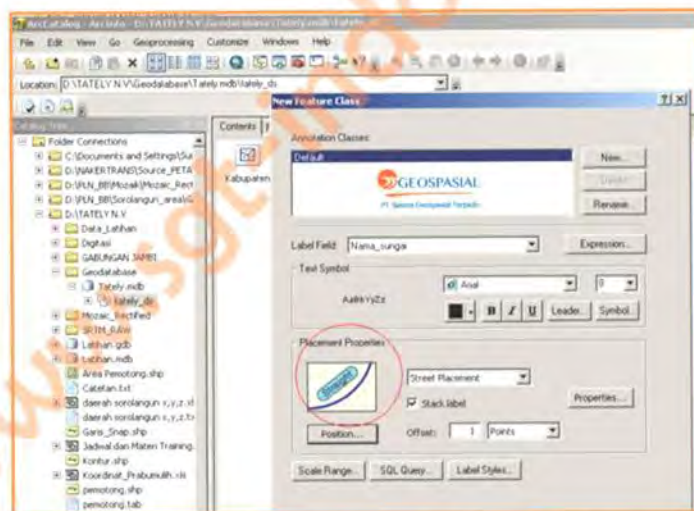 ArcCatalog - ArcInfo - D:\TATELY N.V\Geodatabase\Tately.mdb\tately_ds
File Edit View Go Geoprocessing Customize Windows Help
Location: D:\TATELY N.V\Geodatabase\Tately.mdb\tately_ds
Catalog Tree
Folder Connections
C:\Documents and Settings\
D:\NAKERTRANS\Source_PETA
D:\PLN_BB\Mozaik\Mozaic_Rect
D:\PLN_BB\Sorolangun_area\
D:\TATELY N.V
Data_Latihan
Digitasi
GABUNGAN JAMBI
Geodatabase
Tately.mdb
tately_ds
Mozaic_Rectified
SRTM_RAW
Latihan.gdb
Latihan.mdb
Area Pemotong.shp
Catetan.txt
daerah sorolangun x,y,z.xl
daerah sorolangun x,y,z.tx
Garis_Snap.shp
Jadwal dan Materi Training.
Kontur.shp
Koordinat_Prabumulih.xls
pemotong.shp
pemotong.tab
Contents
Kabupaten
New Feature Class
Annotation Classes:
Default
New...
Rename...
GEOSPASIAL
Geospasial Terpadu
Label Field: Nama_sungai
Expression...
Text Symbol
AaBbYyZz
Arial
8
B I U Leader... Symbol...
Placement Properties
Straight
Street Placement
Stack label
Properties...
Position...
Offset: 1 Points
Scale Range... SQL Query... Label Styles...